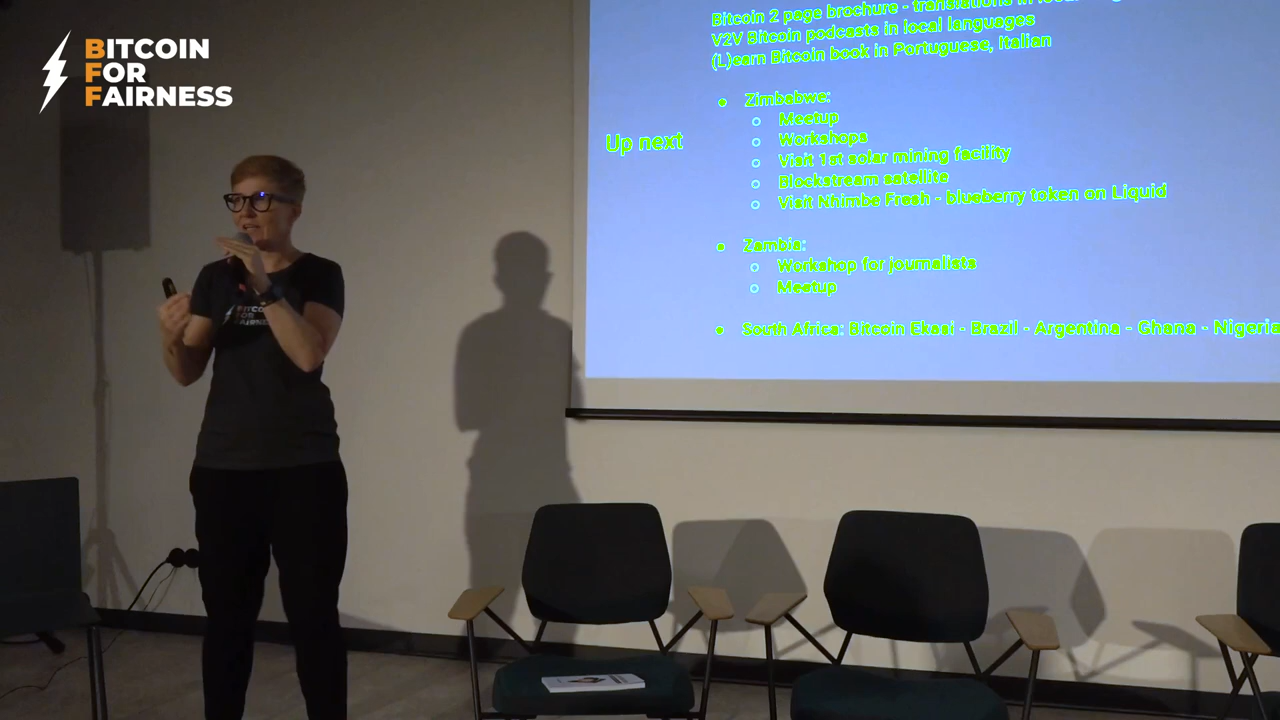 BITCOIN
FOR
FAIRNESS
Bitcoin 2 page brochure - translations in local
V2V Bitcoin podcasts in local languages
(L)earn Bitcoin book in Portuguese, Italian
Up next
Zimbabwe:
Meetup
Workshops
Visit 1st solar mining facility
Blockstream satellite
Visit Nhimbe Fresh - blueberry token on Liquid
Zambia:
Workshop for journalists
Meetup
South Africa: Bitcoin Ekasi - Brazil - Argentina - Ghana - Nigeria